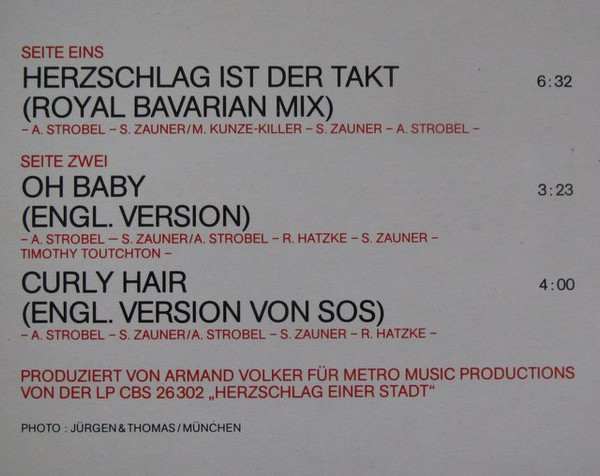 SEITE EINS
HERZSCHLAG IST DER TAKT 6:32
(ROYAL BAVARIAN MIX)
– A. STROBEL – S. ZAUNER/M. KUNZE-KILLER – S. ZAUNER – A. STROBEL –
SEITE ZWEI
OH BABY 3:23
(ENGL. VERSION)
– A. STROBEL – S. ZAUNER/A. STROBEL – R. HATZKE – S. ZAUNER –
TIMOTHY TOUTCHTON –
CURLY HAIR 4:00
(ENGL. VERSION VON SOS)
– A. STROBEL – S. ZAUNER/A. STROBEL – S. ZAUNER – R. HATZKE –
PRODUZIERT VON ARMAND VOLKER FÜR METRO MUSIC PRODUCTIONS
VON DER LP CBS 26302 „HERZSCHLAG EINER STADT“
PHOTO : JÜRGEN & THOMAS / MÜNCHEN